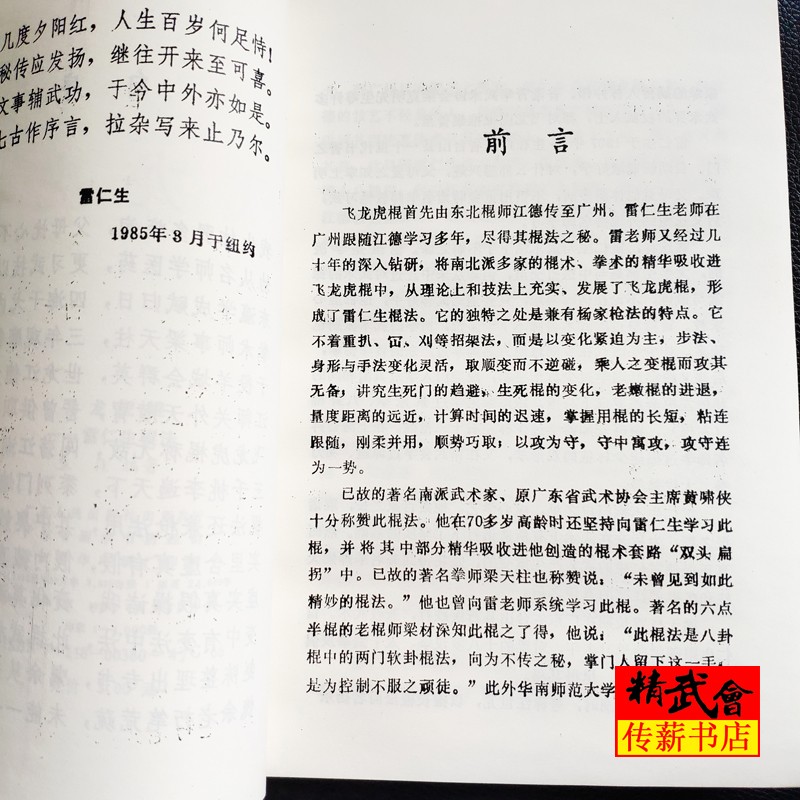 几度夕阳红，人生百岁何足恃！
秘传应发扬，继往开来至可喜。
文事辅武功，于今中外亦如是。
七古作序言，拉杂写来止乃尔。
雷仁生
1985年8月于纽约
前言
飞龙虎棍首先由东北棍师江德传至广州。雷仁生老师在
广州跟随江德学习多年，尽得其棍法之秘。雷老师又经过几
十年的深入钻研，将南北派多家的棍术、拳术的精华吸收进
飞龙虎棍中，从理论上和技法上充实、发展了飞龙虎棍，形
成了雷仁生棍法。它的独特之处是兼有杨家枪法的特点。它
不着重扒、冚、刈等招架法，而是以变化紧迫为主，步法、
身形与手法变化灵活，取顺变而不逆碰，乘人之变棍而攻其
无备；讲究生死门的趋避，生死棍的变化，老嫩棍的进退，
量度距离的远近，计算时间的迟速，掌握用棍的长短，粘连
跟随，刚柔并用，顺势巧取；以攻为守，守中寓攻，攻守连
为一势。
已故的著名南派武术家、原广东省武术协会主席黄啸侠
十分称赞此棍法。他在70多岁高龄时还坚持向雷仁生学习此
棍，并将其中部分精华吸收进他创造的棍术套路“双头扁
拐”中。已故的著名拳师梁天柱也称赞说：“未曾见到如此
精妙的棍法。”他也曾向雷老师系统学习此棍。著名的六点
半棍的老棍师梁材深知此棍之了得，他说：“此棍法是八卦
棍中的两门软卦棍法，向为不传之秘，掌门人留下这一手，
是为控制不服之顽徒。”此外华南师范大学
精武會
传薪书店